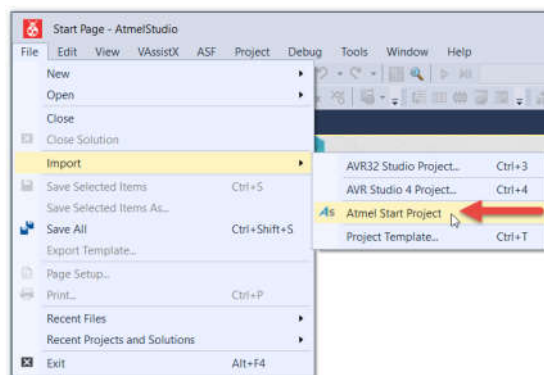 Start Page - AtmelStudio
File Edit View VAssistX ASF Project Debug Tools Window Help
New
Open
Close
Close Solution
Import
AVR32 Studio Project... Ctrl+3
Save Selected Items Ctrl+S
AVR Studio 4 Project... Ctrl+4
Save Selected Items As...
As Atmel Start Project
Save All Ctrl+Shift+S
Project Template... Ctrl+T
Export Template...
Page Setup...
Print... Ctrl+P
Recent Files
Recent Projects and Solutions
Exit Alt+F4